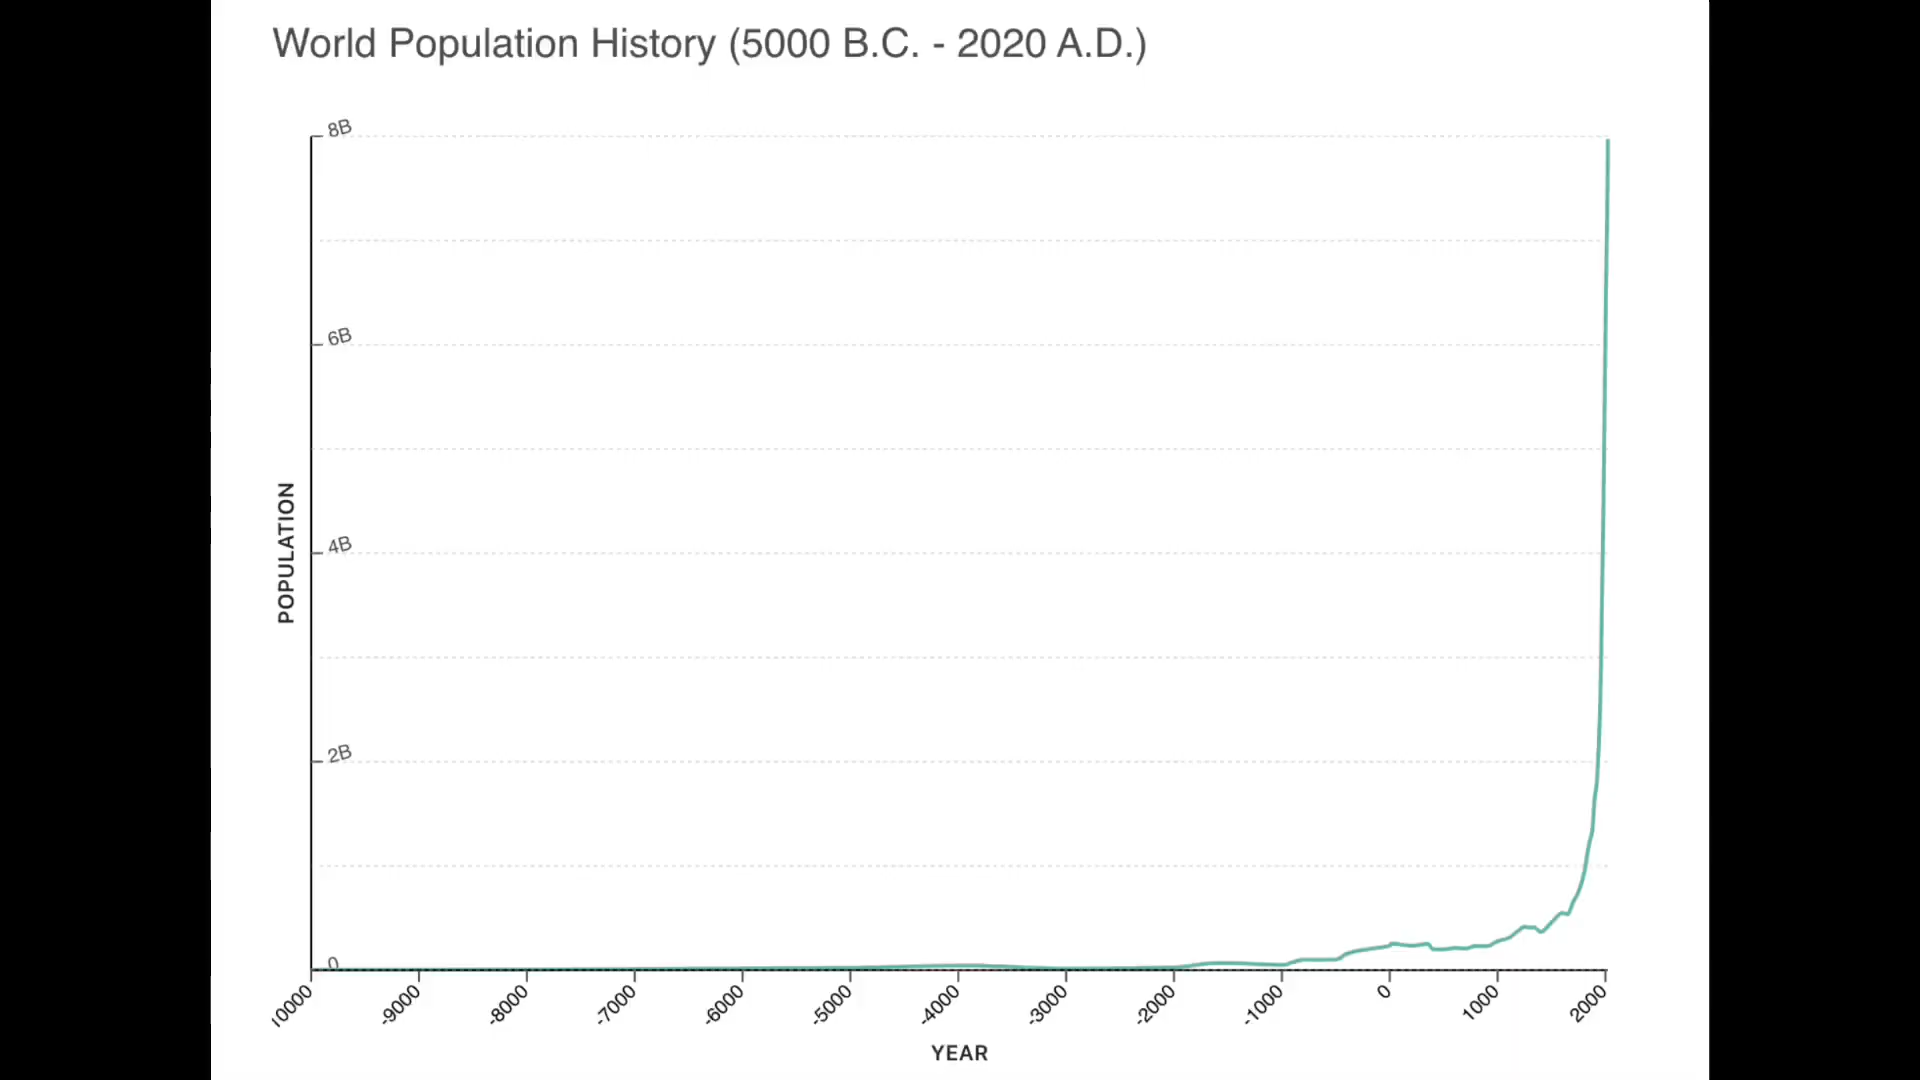 World Population History (5000 B.C. - 2020 A.D.)
8B
6B
4B
2B
0
POPULATION
10000 -9000 -8000 -7000 -6000 -5000 -4000 -3000 -2000 -1000 0 1000 2000
YEAR